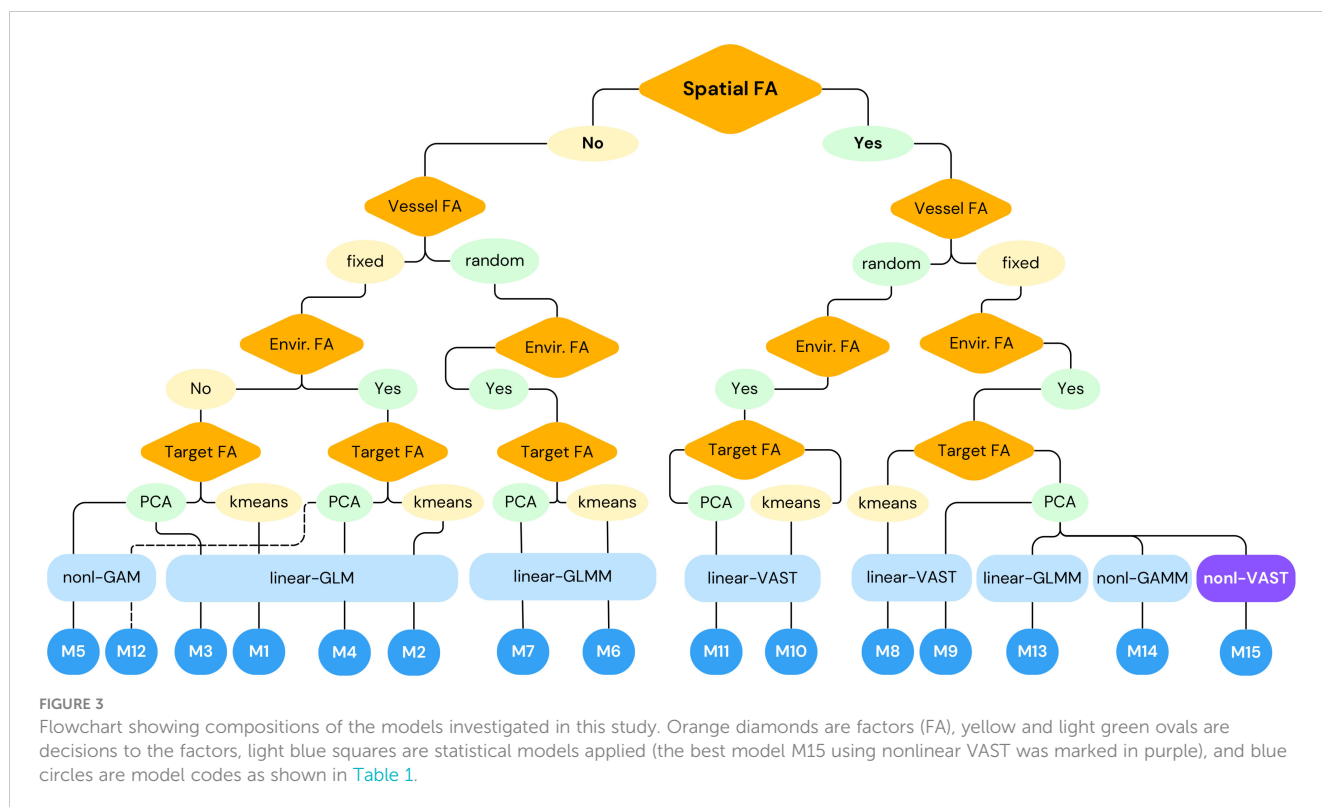 Spatial FA
No
Yes
Vessel FA
Vessel FA
fixed
random
random
fixed
Envir. FA
Envir. FA
Envir. FA
Envir. FA
No
Yes
Yes
Yes
Yes
Target FA
Target FA
Target FA
Target FA
Target FA
PCA
kmeans
PCA
kmeans
PCA
kmeans
PCA
kmeans
kmeans
PCA
nonl-GAM
linear-GLM
linear-GLMM
linear-VAST
linear-VAST
linear-GLMM
nonl-GAMM
nonl-VAST
M5
M12
M3
M1
M4
M2
M7
M6
M11
M10
M8
M9
M13
M14
M15
FIGURE 3
Flowchart showing compositions of the models investigated in this study. Orange diamonds are factors (FA), yellow and light green ovals are
decisions to the factors, light blue squares are statistical models applied (the best model M15 using nonlinear VAST was marked in purple), and blue
circles are model codes as shown in Table 1.